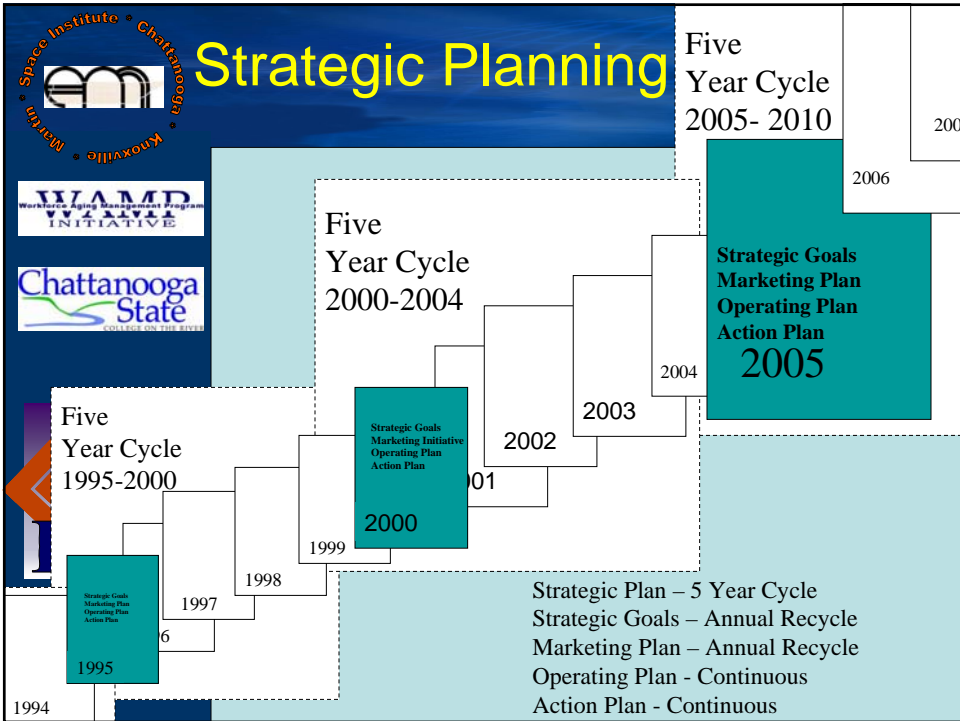 Space Institute * Chattanooga * Knoxville * Martin *
em
Strategic Planning
WAMP
Workforce Aging Management Program
INITIATIVE
Chattanooga
State
COLLEGE ON THE RIVER
Five
Year Cycle
2005- 2010
2006
200
Strategic Goals
Marketing Plan
Operating Plan
Action Plan
2005
Five
Year Cycle
2000-2004
2004
2003
2002
01
Strategic Goals
Marketing Initiative
Operating Plan
Action Plan
2000
Five
Year Cycle
1995-2000
1999
1998
1997
96
Strategic Goals
Marketing Plan
Operating Plan
Action Plan
1995
1994
Strategic Plan – 5 Year Cycle
Strategic Goals – Annual Recycle
Marketing Plan – Annual Recycle
Operating Plan - Continuous
Action Plan - Continuous